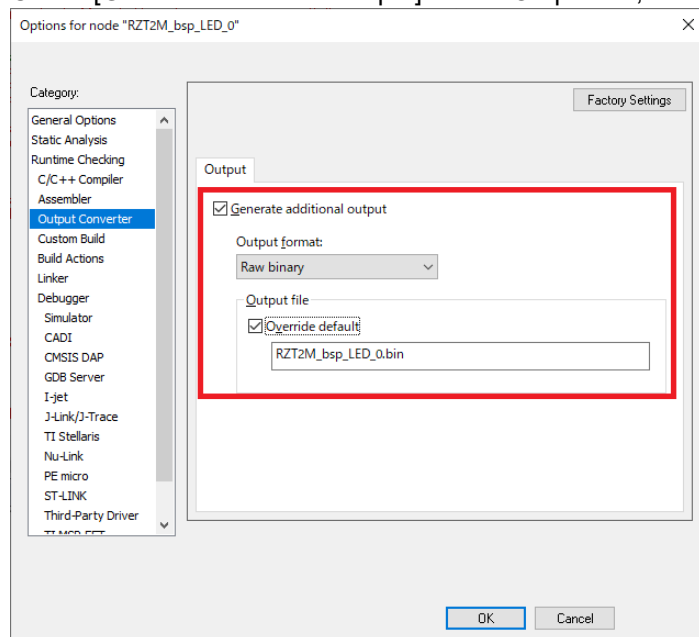 Options for node "RZT2M_bsp_LED_0"
Category:
Factory Settings
General Options
Static Analysis
Runtime Checking
C/C++ Compiler
Assembler
Output Converter
Custom Build
Build Actions
Linker
Debugger
Simulator
CADI
CMSIS DAP
GDB Server
I-jet
J-Link/J-Trace
TI Stellaris
Nu-Link
PE micro
ST-LINK
Third-Party Driver
Output
Generate additional output
Output format:
Raw binary
Output file
Override default
RZT2M_bsp_LED_0.bin
OK
Cancel